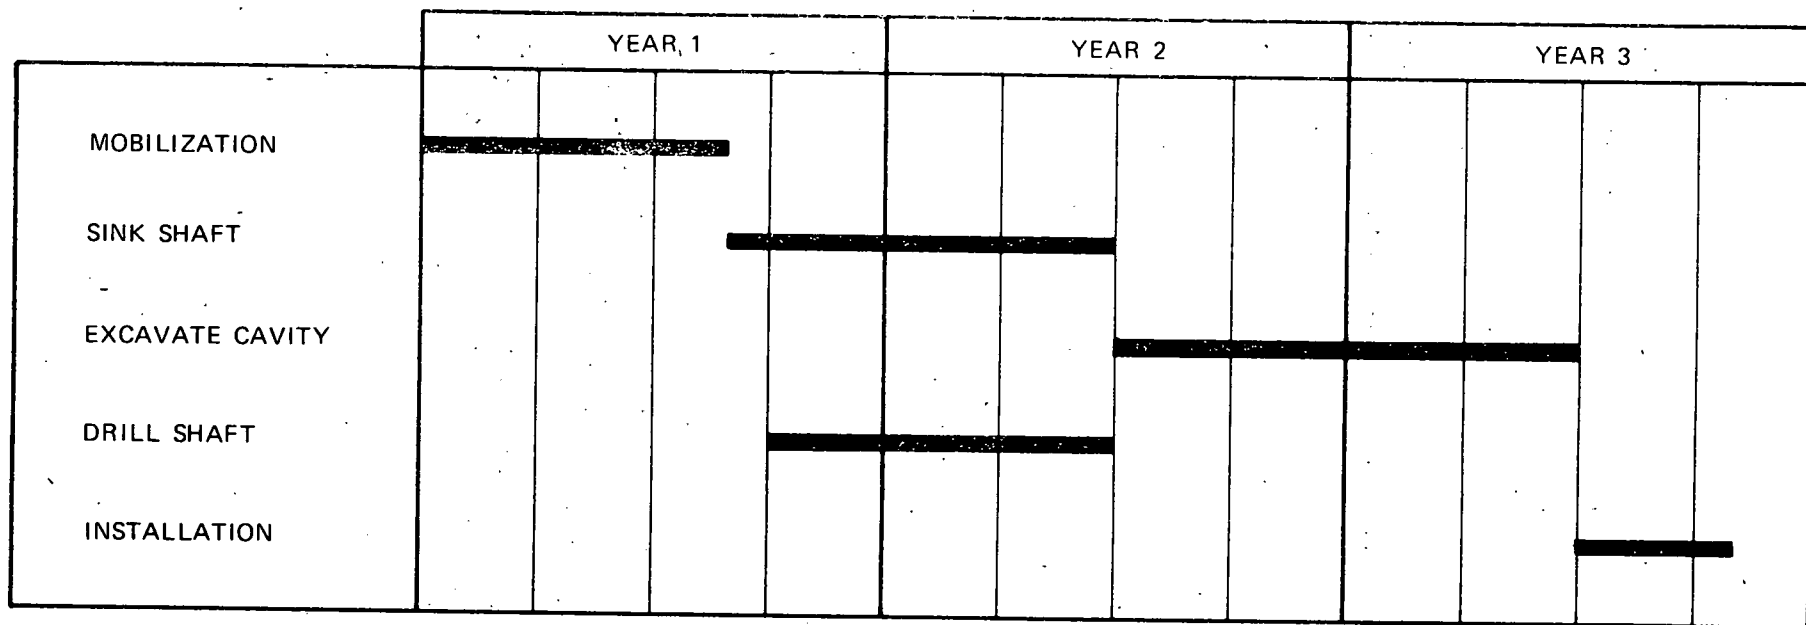 YEAR 1
YEAR 2
YEAR 3
MOBILIZATION
SINK SHAFT
EXCAVATE CAVITY
DRILL SHAFT
INSTALLATION